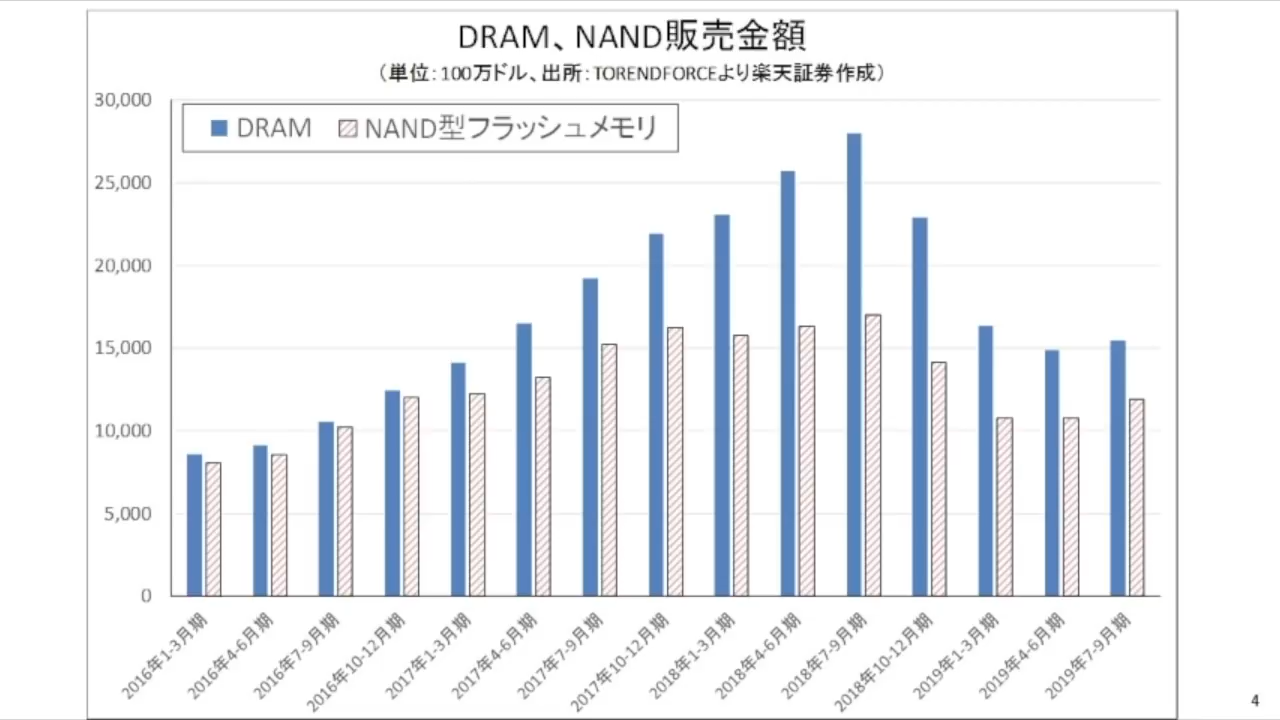 DRAM、NAND販売金額
（単位：100万ドル、出所：TORENDFORCEより楽天証券作成）
30,000
25,000
20,000
15,000
10,000
5,000
0
DRAM
NAND型フラッシュメモリ
2016年1-3月期
2016年4-6月期
2016年7-9月期
2016年10-12月期
2017年1-3月期
2017年4-6月期
2017年7-9月期
2017年10-12月期
2018年1-3月期
2018年4-6月期
2018年7-9月期
2018年10-12月期
2019年1-3月期
2019年4-6月期
2019年7-9月期
4